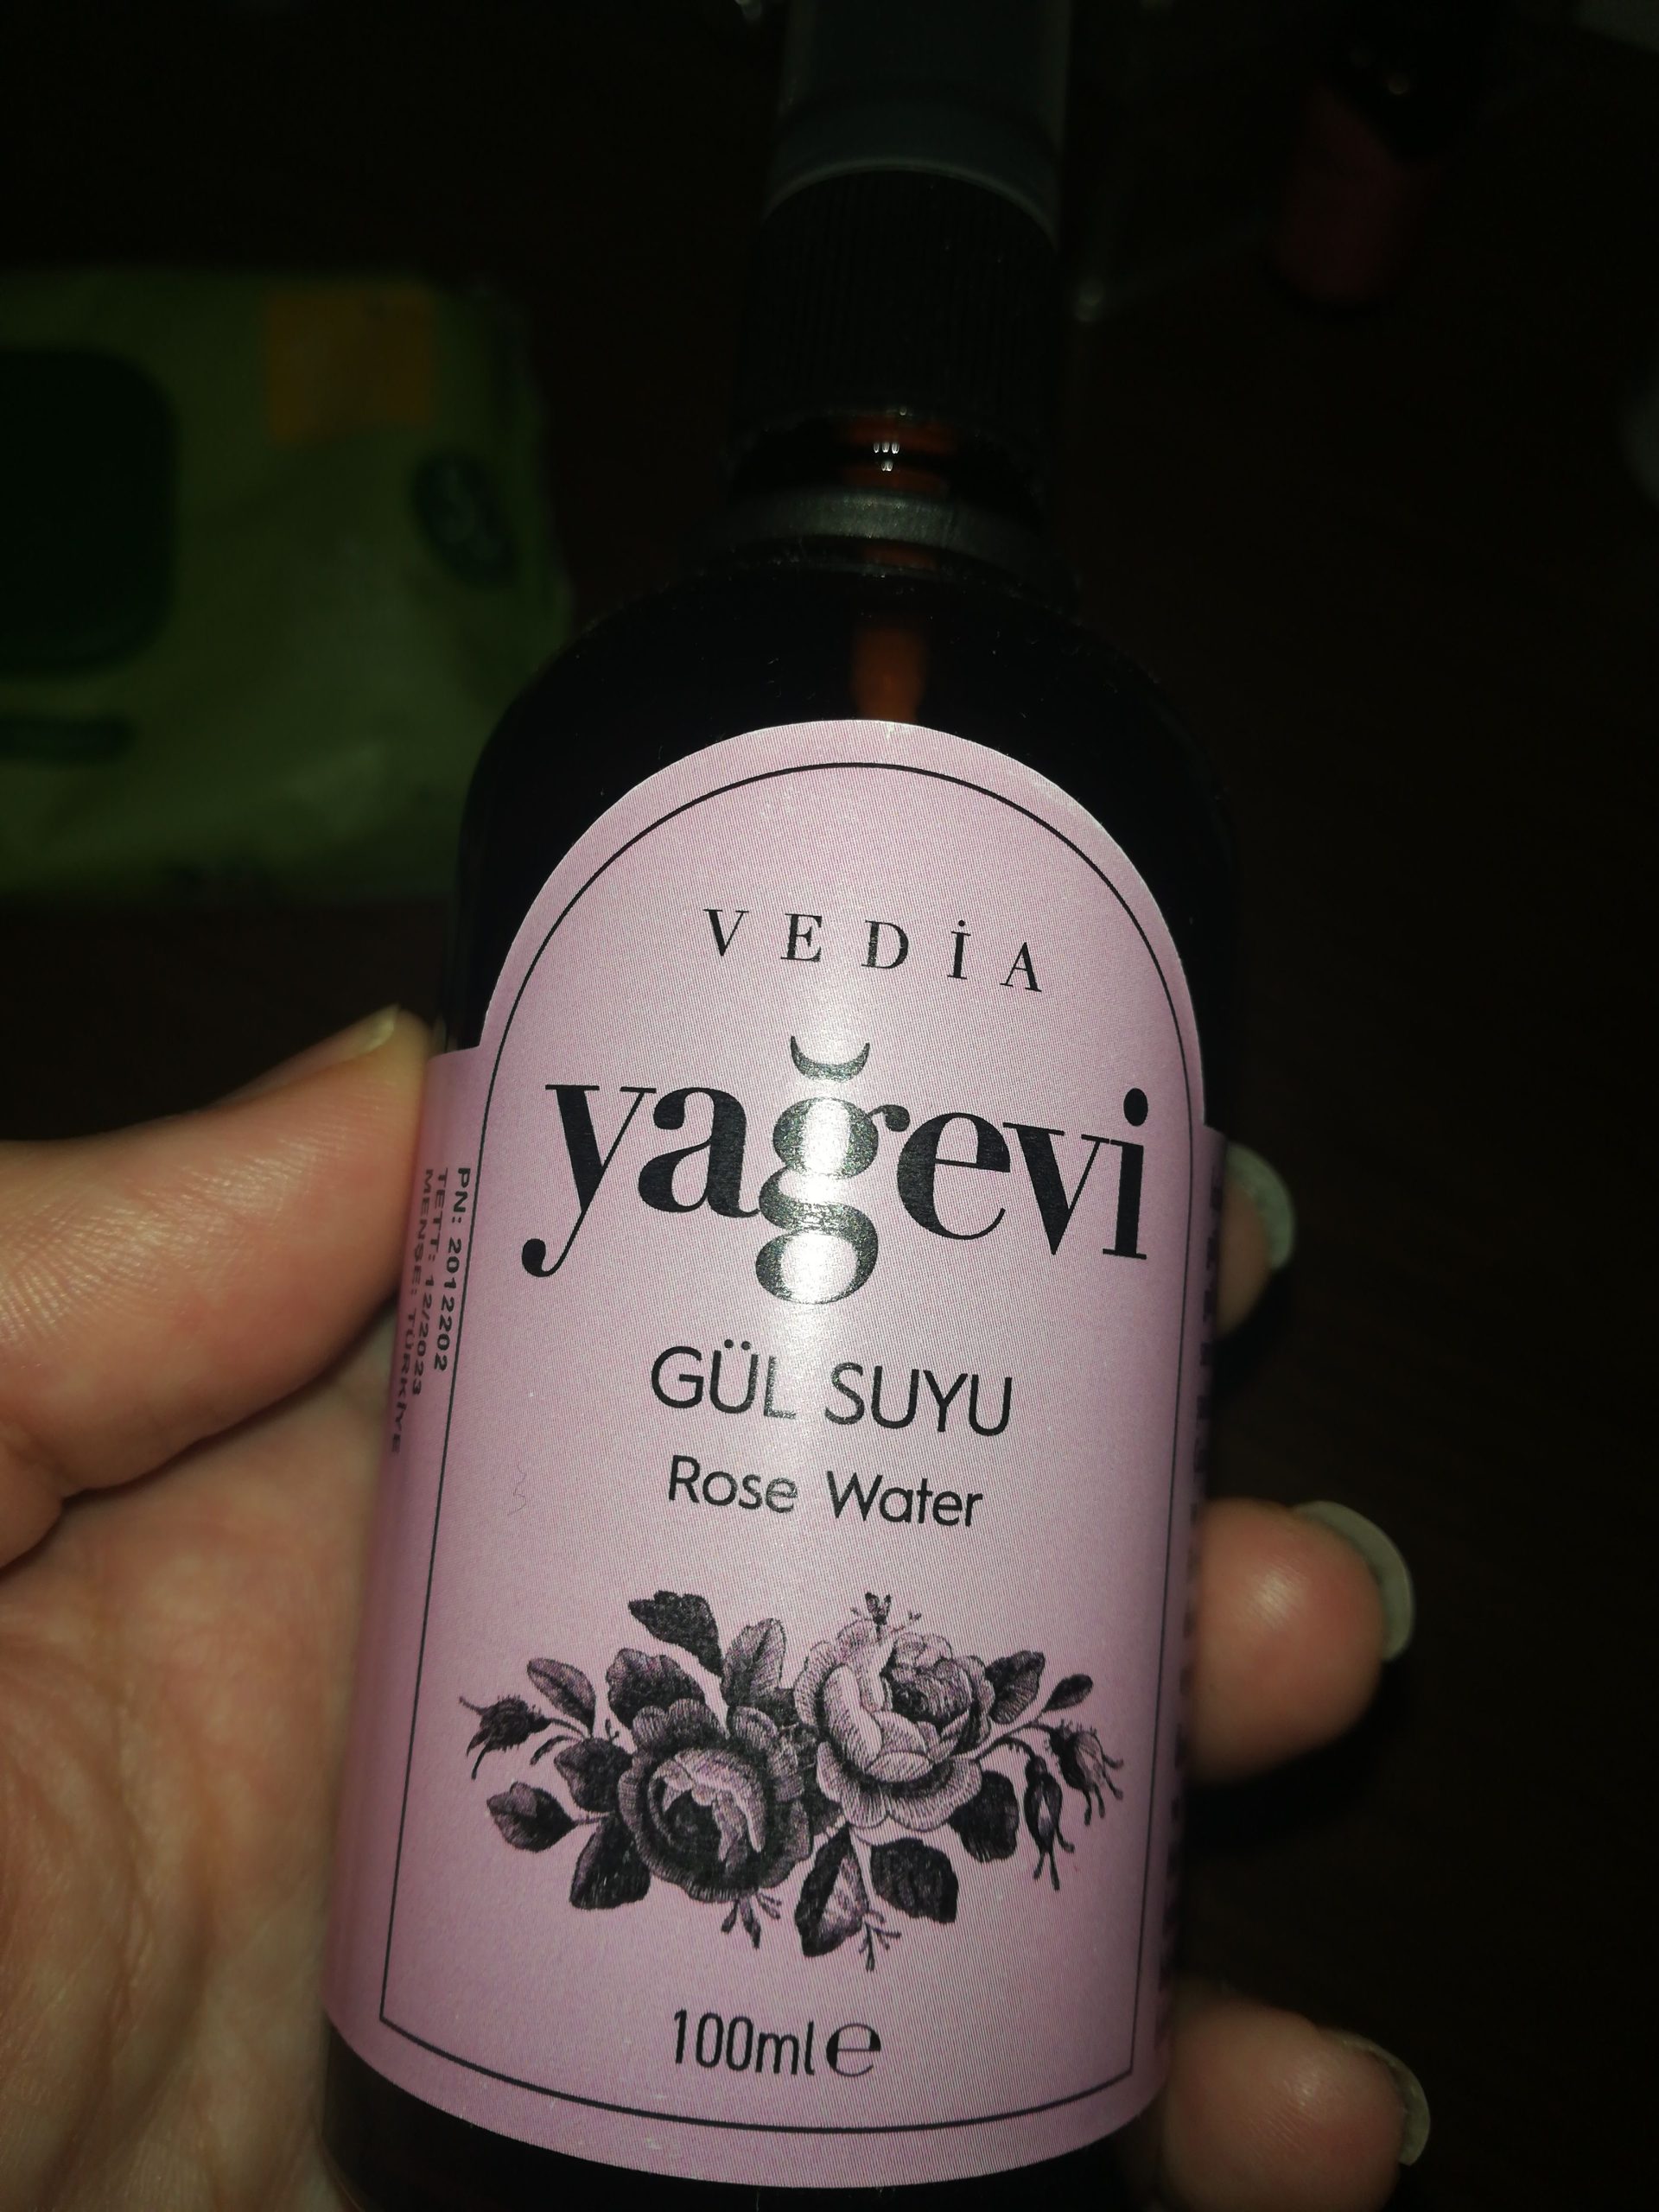 VEDİA
yağevi
GÜL SUYU
Rose Water
100ml e
PN: 2012202
TETT: 12/2023
MENŞE: TÜRKİYE